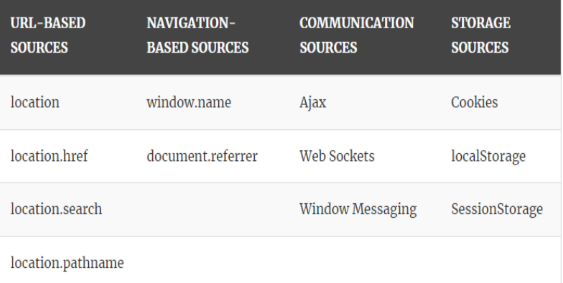 URL-BASED SOURCES NAVIGATION-BASED SOURCES COMMUNICATION SOURCES STORAGE SOURCES
location window.name Ajax Cookies
location.href document.referrer Web Sockets localStorage
location.search Window Messaging SessionStorage
location.pathname